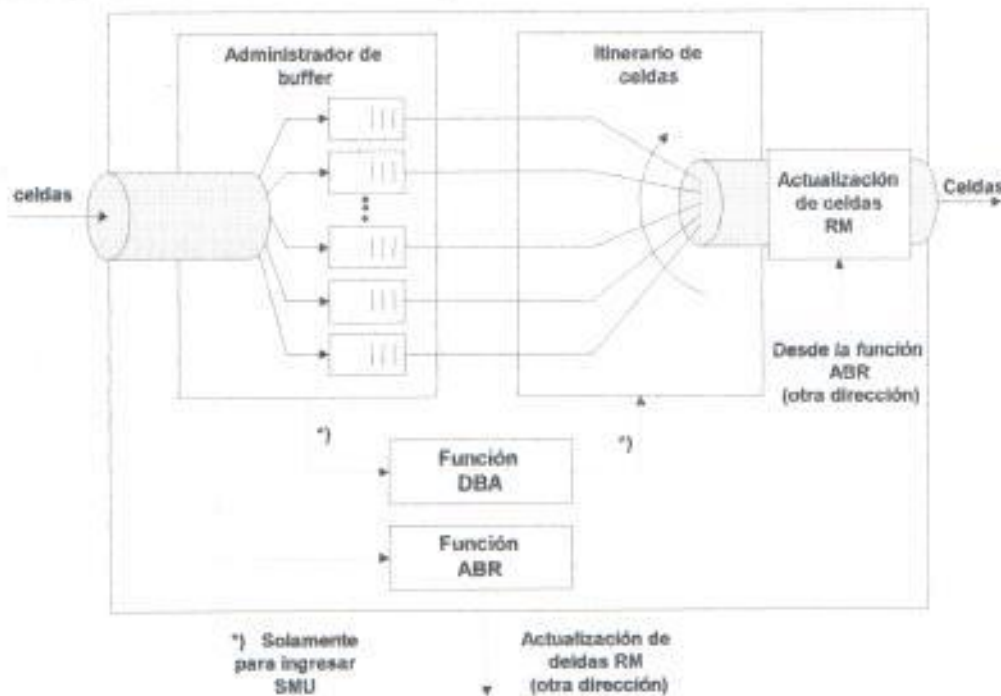 Administrador de
buffer
Itinerario de
celdas
celdas
Actualización
de celdas
RM
Celdas
Desde la función
ABR
(otra dirección)
*)
*)
Función
DBA
Función
ABR
*) Solamente
para ingresar
SMU
Actualización de
deldas RM
(otra dirección)